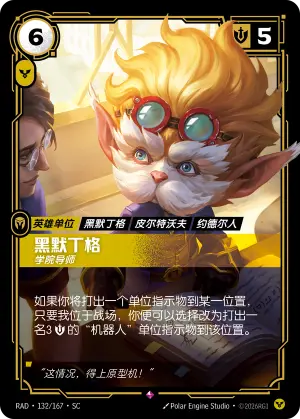 6
5
英雄单位 黑默丁格 皮尔特沃夫 约德尔人
黑默丁格
学院导师
如果你将打出一个单位指示物到某一位置，
只要我位于战场，你便可以选择改为打出一
名3 的“机器人”单位指示物到该位置。
“这情况，得上原型机！”
RAD · 132/167 · SC
Polar Engine Studio · ©2026RGI